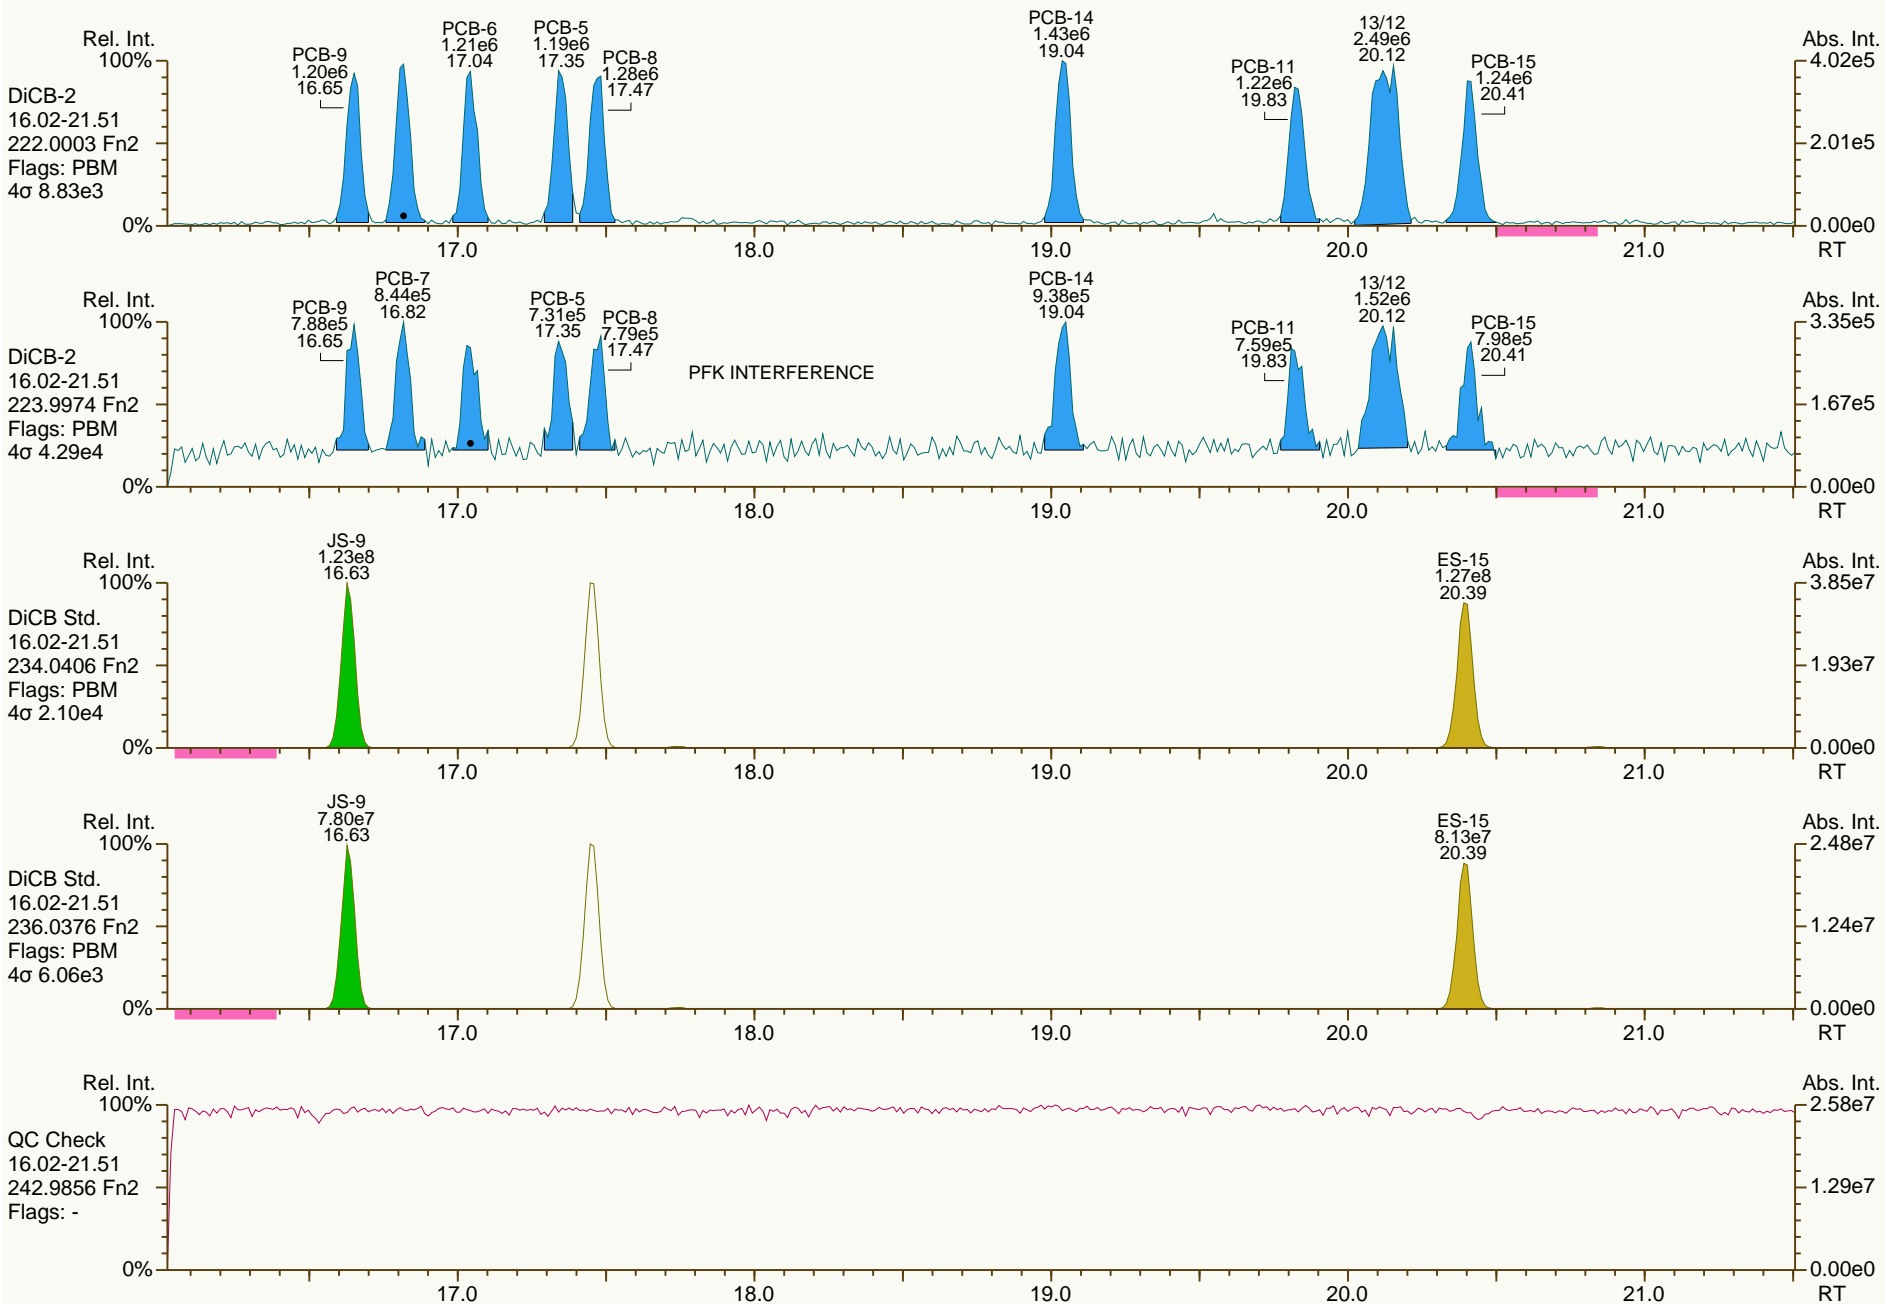 Rel. Int.
100%
0%
DiCB-2
16.02-21.51
222.0003 Fn2
Flags: PBM
4σ 8.83e3
PCB-9
1.20e6
16.65
PCB-6
1.21e6
17.04
PCB-5
1.19e6
17.35
PCB-8
1.28e6
17.47
PCB-14
1.43e6
19.04
PCB-11
1.22e6
19.83
13/12
2.49e6
20.12
PCB-15
1.24e6
20.41
Abs. Int.
4.02e5
2.01e5
0.00e0
17.0 18.0 19.0 20.0 21.0 RT
Rel. Int.
100%
0%
DiCB-2
16.02-21.51
223.9974 Fn2
Flags: PBM
4σ 4.29e4
PCB-9
7.88e5
16.65
PCB-7
8.44e5
16.82
PCB-5
7.31e5
17.35
PCB-8
7.79e5
17.47
PFK INTERFERENCE
PCB-14
9.38e5
19.04
PCB-11
7.59e5
19.83
13/12
1.52e6
20.12
PCB-15
7.98e5
20.41
Abs. Int.
3.35e5
1.67e5
0.00e0
17.0 18.0 19.0 20.0 21.0 RT
Rel. Int.
100%
0%
DiCB Std.
16.02-21.51
234.0406 Fn2
Flags: PBM
4σ 2.10e4
JS-9
1.23e8
16.63
ES-15
1.27e8
20.39
Abs. Int.
3.85e7
1.93e7
0.00e0
17.0 18.0 19.0 20.0 21.0 RT
Rel. Int.
100%
0%
DiCB Std.
16.02-21.51
236.0376 Fn2
Flags: PBM
4σ 6.06e3
JS-9
7.80e7
16.63
ES-15
8.13e7
20.39
Abs. Int.
2.48e7
1.24e7
0.00e0
17.0 18.0 19.0 20.0 21.0 RT
Rel. Int.
100%
0%
QC Check
16.02-21.51
242.9856 Fn2
Flags: -
Abs. Int.
2.58e7
1.29e7
0.00e0
17.0 18.0 19.0 20.0 21.0 RT